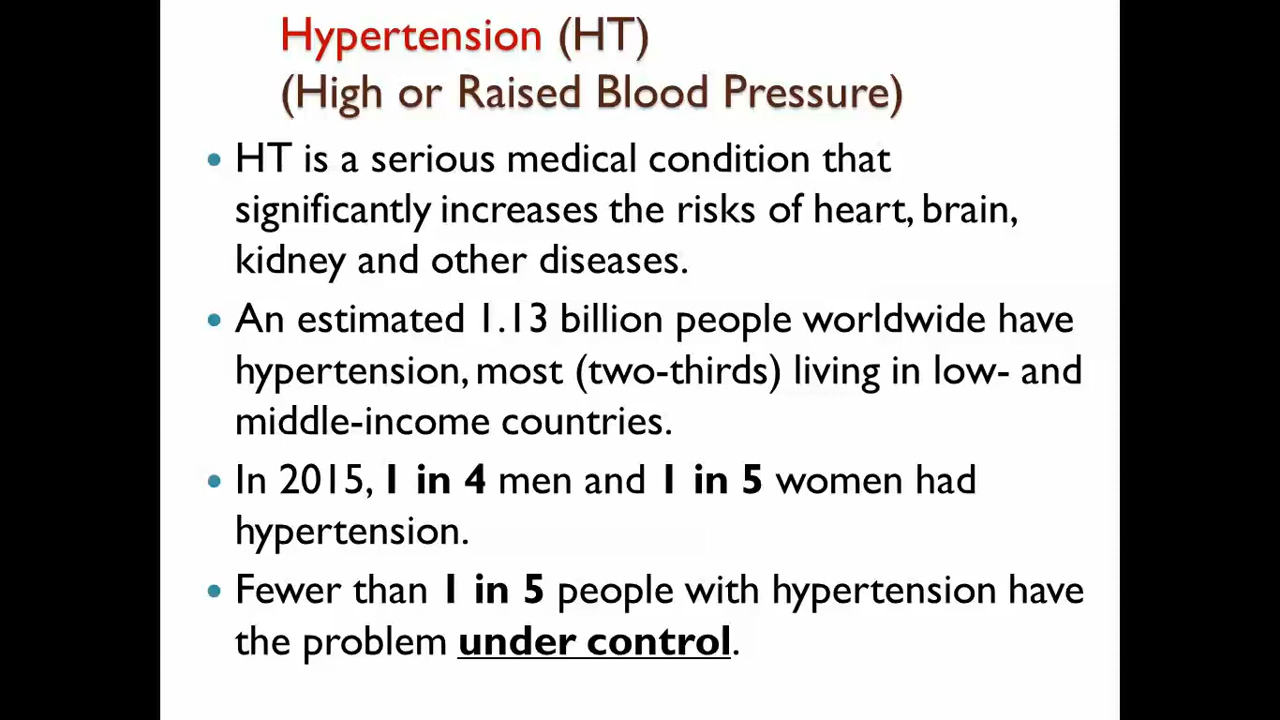 Hypertension (HT)
(High or Raised Blood Pressure)
• HT is a serious medical condition that
significantly increases the risks of heart, brain,
kidney and other diseases.
• An estimated 1.13 billion people worldwide have
hypertension, most (two-thirds) living in low- and
middle-income countries.
• In 2015, 1 in 4 men and 1 in 5 women had
hypertension.
• Fewer than 1 in 5 people with hypertension have
the problem under control.